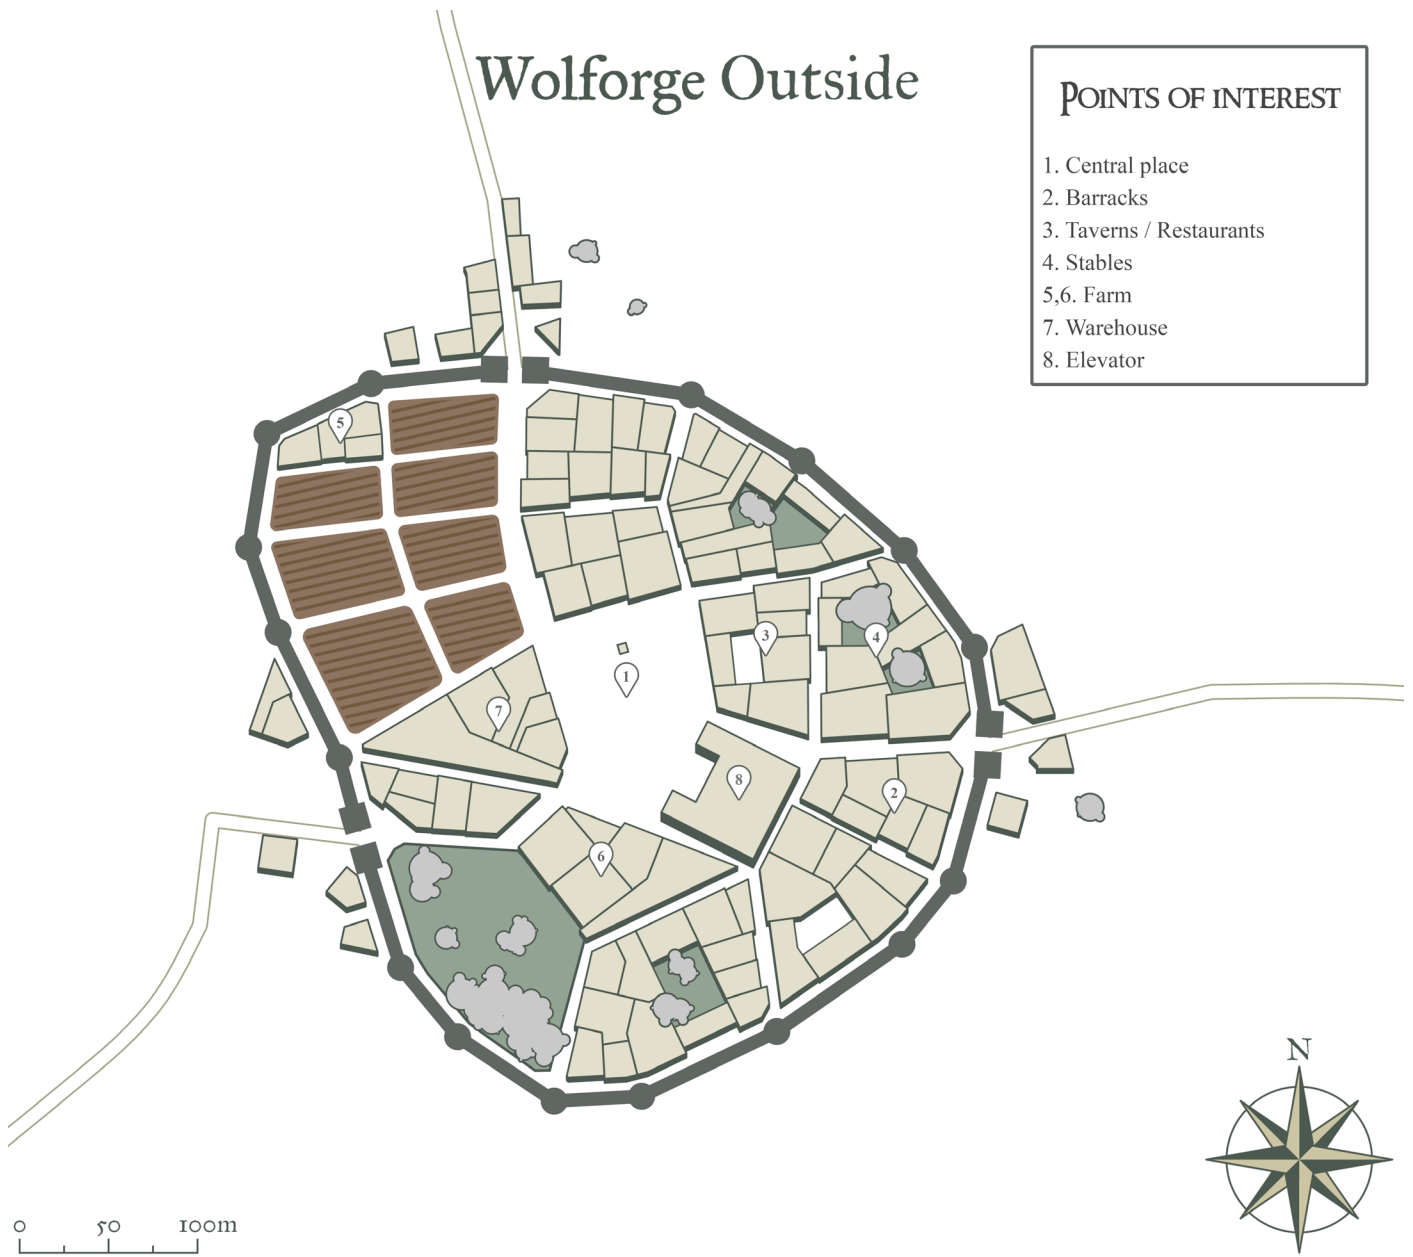 Wolforge Outside
POINTS OF INTEREST
1. Central place
2. Barracks
3. Taverns / Restaurants
4. Stables
5,6. Farm
7. Warehouse
8. Elevator
5
3
4
1
7
8
2
6
N
0 50 100m